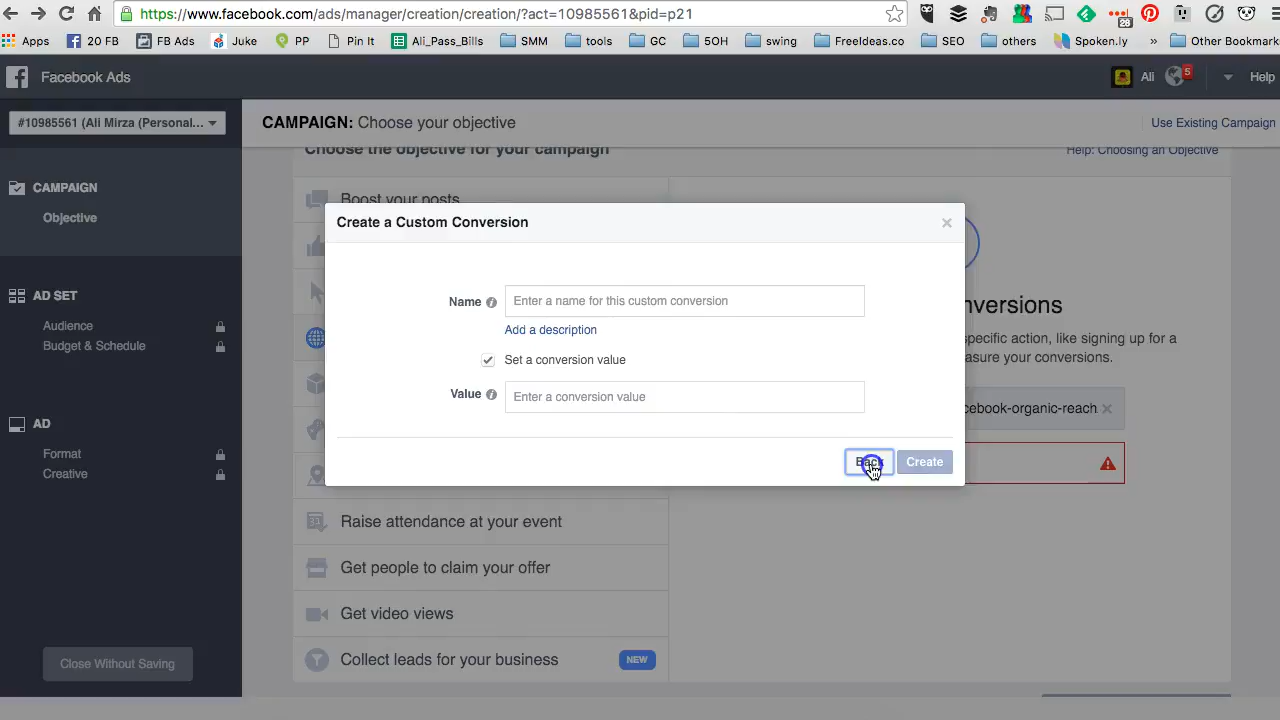 https://www.facebook.com/ads/manager/creation/creation/?act=10985561&pid=p21
23
Apps
20 FB
FB Ads
Juke
PP
Pin It
Ali_Pass_Bills
SMM
tools
GC
5OH
swing
FreeIdeas.co
SEO
others
Spoken.ly
»
Other Bookmark
Facebook Ads
Ali
5
Help
#10985561 (Ali Mirza (Personal...
CAMPAIGN: Choose your objective
Use Existing Campaign
Choose the objective for your campaign
Help: Choosing an Objective
CAMPAIGN
Objective
AD SET
Audience
Budget & Schedule
AD
Format
Creative
Close Without Saving
Boost your posts
Create a Custom Conversion
Name
Enter a name for this custom conversion
Add a description
Set a conversion value
Value
Enter a conversion value
Back
Create
nversions
specific action, like signing up for a
asure your conversions.
cebook-organic-reach
31
Raise attendance at your event
Get people to claim your offer
Get video views
Collect leads for your business
NEW